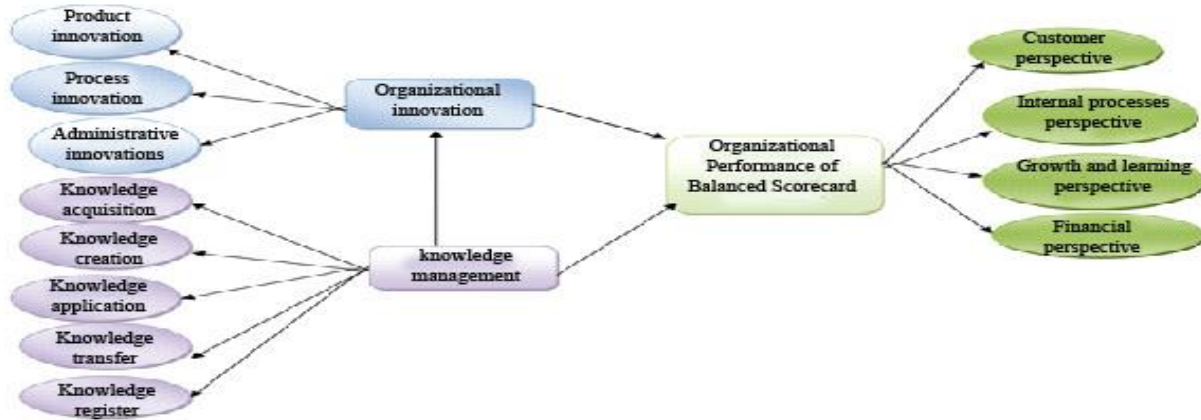 Product
innovation
Process
innovation
Administrative
innovations
Knowledge
acquisition
Knowledge
creation
Knowledge
application
Knowledge
transfer
Knowledge
register
Organizational
innovation
knowledge
management
Organizational
Performance of
Balanced Scorecard
Customer
perspective
Internal processes
perspective
Growth and learning
perspective
Financial
perspective